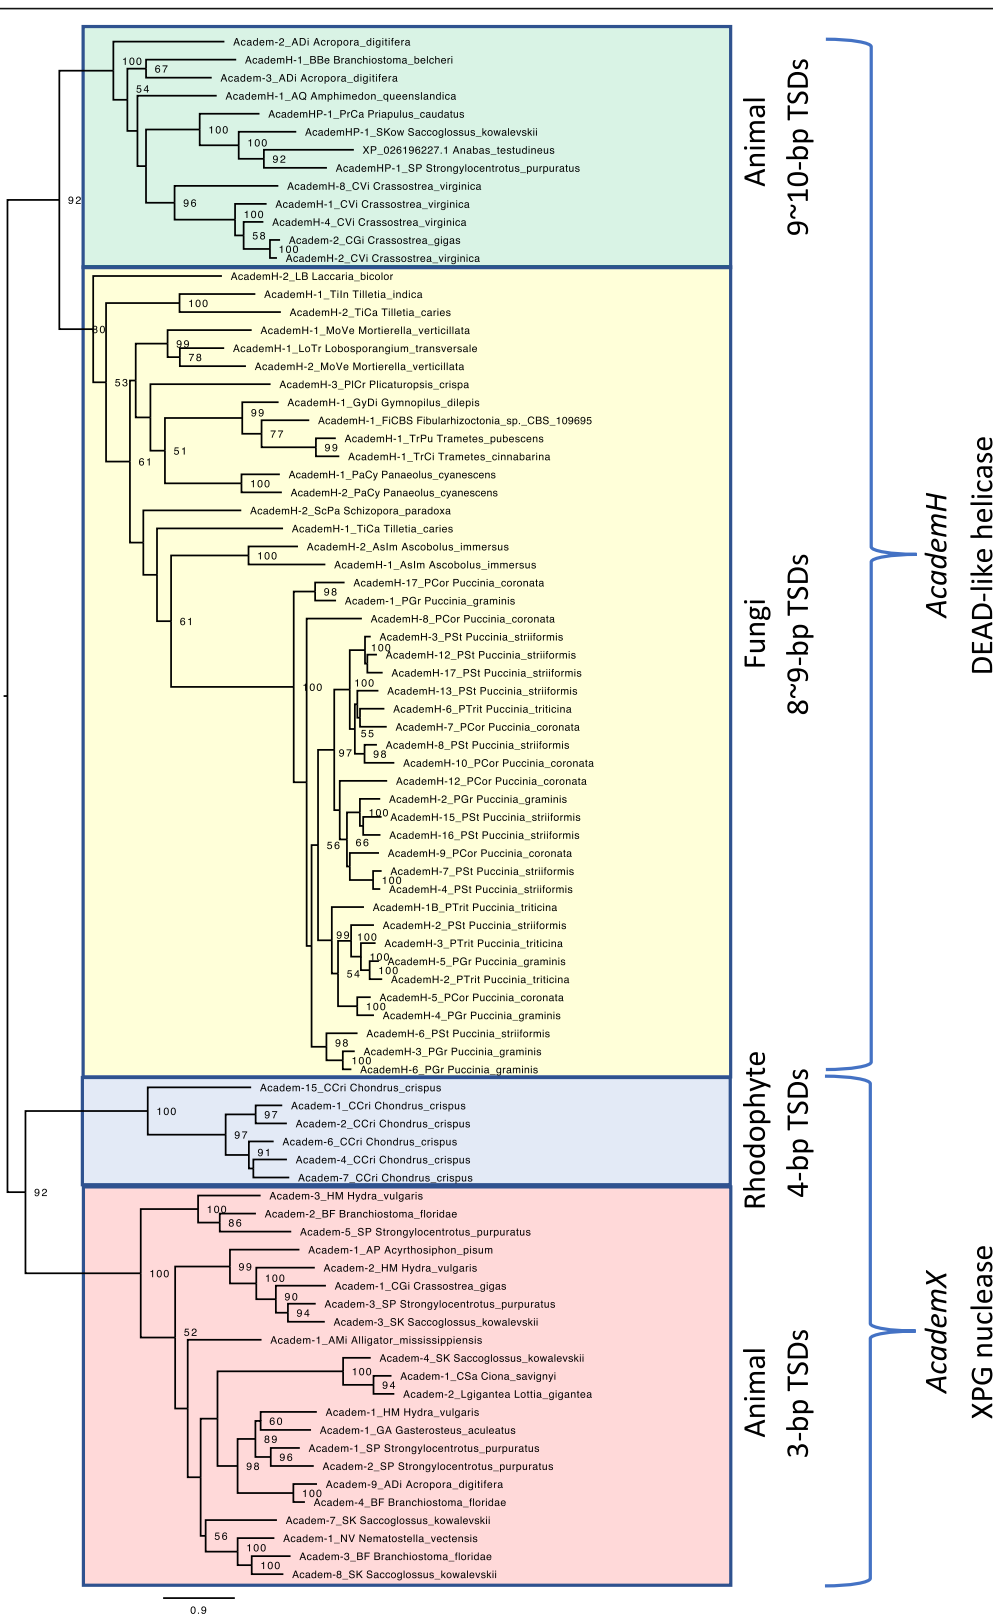 Academ-2_ADi Acropora_digitifera
100
AcademH-1_BBe Branchiostoma_belcheri
67
Academ-3_ADi Acropora_digitifera
54
AcademH-1_AQ Amphimedon_queenslandica
AcademHP-1_PrCa Priapulus_caudatus
100
AcademHP-1_SKow Saccoglossus_kowalevskii
100
XP_026196227.1 Anabas_testudineus
92
AcademHP-1_SP Strongylocentrotus_purpuratus
AcademH-8_CVi Crassostrea_virginica
92
96
AcademH-1_CVi Crassostrea_virginica
100
AcademH-4_CVi Crassostrea_virginica
58
Academ-2_CGi Crassostrea_gigas
100
AcademH-2_CVi Crassostrea_virginica
Animal
9~10-bp TSDs
AcademH-2_LB Laccaria_bicolor
AcademH-1_TiIn Tilletia_indica
100
AcademH-2_TiCa Tilletia_caries
80
AcademH-1_MoVe Mortierella_verticillata
99
AcademH-1_LoTr Lobosporangium_transversale
78
AcademH-2_MoVe Mortierella_verticillata
53
AcademH-3_PlCr Plicaturopsis_crispa
AcademH-1_GyDi Gymnopilus_dilepis
99
AcademH-1_FiCBS Fibularhizoctonia_sp._CBS_109695
77
AcademH-1_TrPu Trametes_pubescens
99
AcademH-1_TrCi Trametes_cinnabarina
51
61
AcademH-1_PaCy Panaeolus_cyanescens
100
AcademH-2_PaCy Panaeolus_cyanescens
AcademH-2_ScPa Schizopora_paradoxa
AcademH-1_TiCa Tilletia_caries
AcademH-2_AsIm Ascobolus_immersus
100
AcademH-1_AsIm Ascobolus_immersus
61
AcademH-17_PCor Puccinia_coronata
98
Academ-1_PGr Puccinia_graminis
AcademH-8_PCor Puccinia_coronata
AcademH-3_PSt Puccinia_striiformis
100
AcademH-12_PSt Puccinia_striiformis
AcademH-17_PSt Puccinia_striiformis
100
100
AcademH-13_PSt Puccinia_striiformis
AcademH-6_PTrit Puccinia_triticina
AcademH-7_PCor Puccinia_coronata
55
AcademH-8_PSt Puccinia_striiformis
97
98
AcademH-10_PCor Puccinia_coronata
AcademH-12_PCor Puccinia_coronata
AcademH-2_PGr Puccinia_graminis
100
AcademH-15_PSt Puccinia_striiformis
AcademH-16_PSt Puccinia_striiformis
66
56
AcademH-9_PCor Puccinia_coronata
AcademH-7_PSt Puccinia_striiformis
100
AcademH-4_PSt Puccinia_striiformis
AcademH-1B_PTrit Puccinia_triticina
AcademH-2_PSt Puccinia_striiformis
99
100
AcademH-3_PTrit Puccinia_triticina
100
AcademH-5_PGr Puccinia_graminis
54
100
AcademH-2_PTrit Puccinia_triticina
AcademH-5_PCor Puccinia_coronata
100
AcademH-4_PGr Puccinia_graminis
AcademH-6_PSt Puccinia_striiformis
98
AcademH-3_PGr Puccinia_graminis
100
AcademH-6_PGr Puccinia_graminis
Fungi
8~9-bp TSDs
AcademH
DEAD-like helicase
Academ-15_CCri Chondrus_crispus
100
Academ-1_CCri Chondrus_crispus
97
Academ-2_CCri Chondrus_crispus
97
Academ-6_CCri Chondrus_crispus
91
Academ-4_CCri Chondrus_crispus
Academ-7_CCri Chondrus_crispus
Rhodophyte
4-bp TSDs
92
Academ-3_HM Hydra_vulgaris
100
Academ-2_BF Branchiostoma_floridae
86
Academ-5_SP Strongylocentrotus_purpuratus
Academ-1_AP Acyrthosiphon_pisum
100
99
Academ-2_HM Hydra_vulgaris
100
Academ-1_CGi Crassostrea_gigas
90
Academ-3_SP Strongylocentrotus_purpuratus
94
Academ-3_SK Saccoglossus_kowalevskii
52
Academ-1_AMi Alligator_mississippiensis
Academ-4_SK Saccoglossus_kowalevskii
100
Academ-1_CSa Ciona_savignyi
94
Academ-2_Lgigantea Lottia_gigantea
Academ-1_HM Hydra_vulgaris
60
Academ-1_GA Gasterosteus_aculeatus
89
Academ-1_SP Strongylocentrotus_purpuratus
96
Academ-2_SP Strongylocentrotus_purpuratus
98
Academ-9_ADi Acropora_digitifera
100
Academ-4_BF Branchiostoma_floridae
Academ-7_SK Saccoglossus_kowalevskii
56
Academ-1_NV Nematostella_vectensis
100
Academ-3_BF Branchiostoma_floridae
100
Academ-8_SK Saccoglossus_kowalevskii
Animal
3-bp TSDs
AcademX
XPG nuclease
0.9